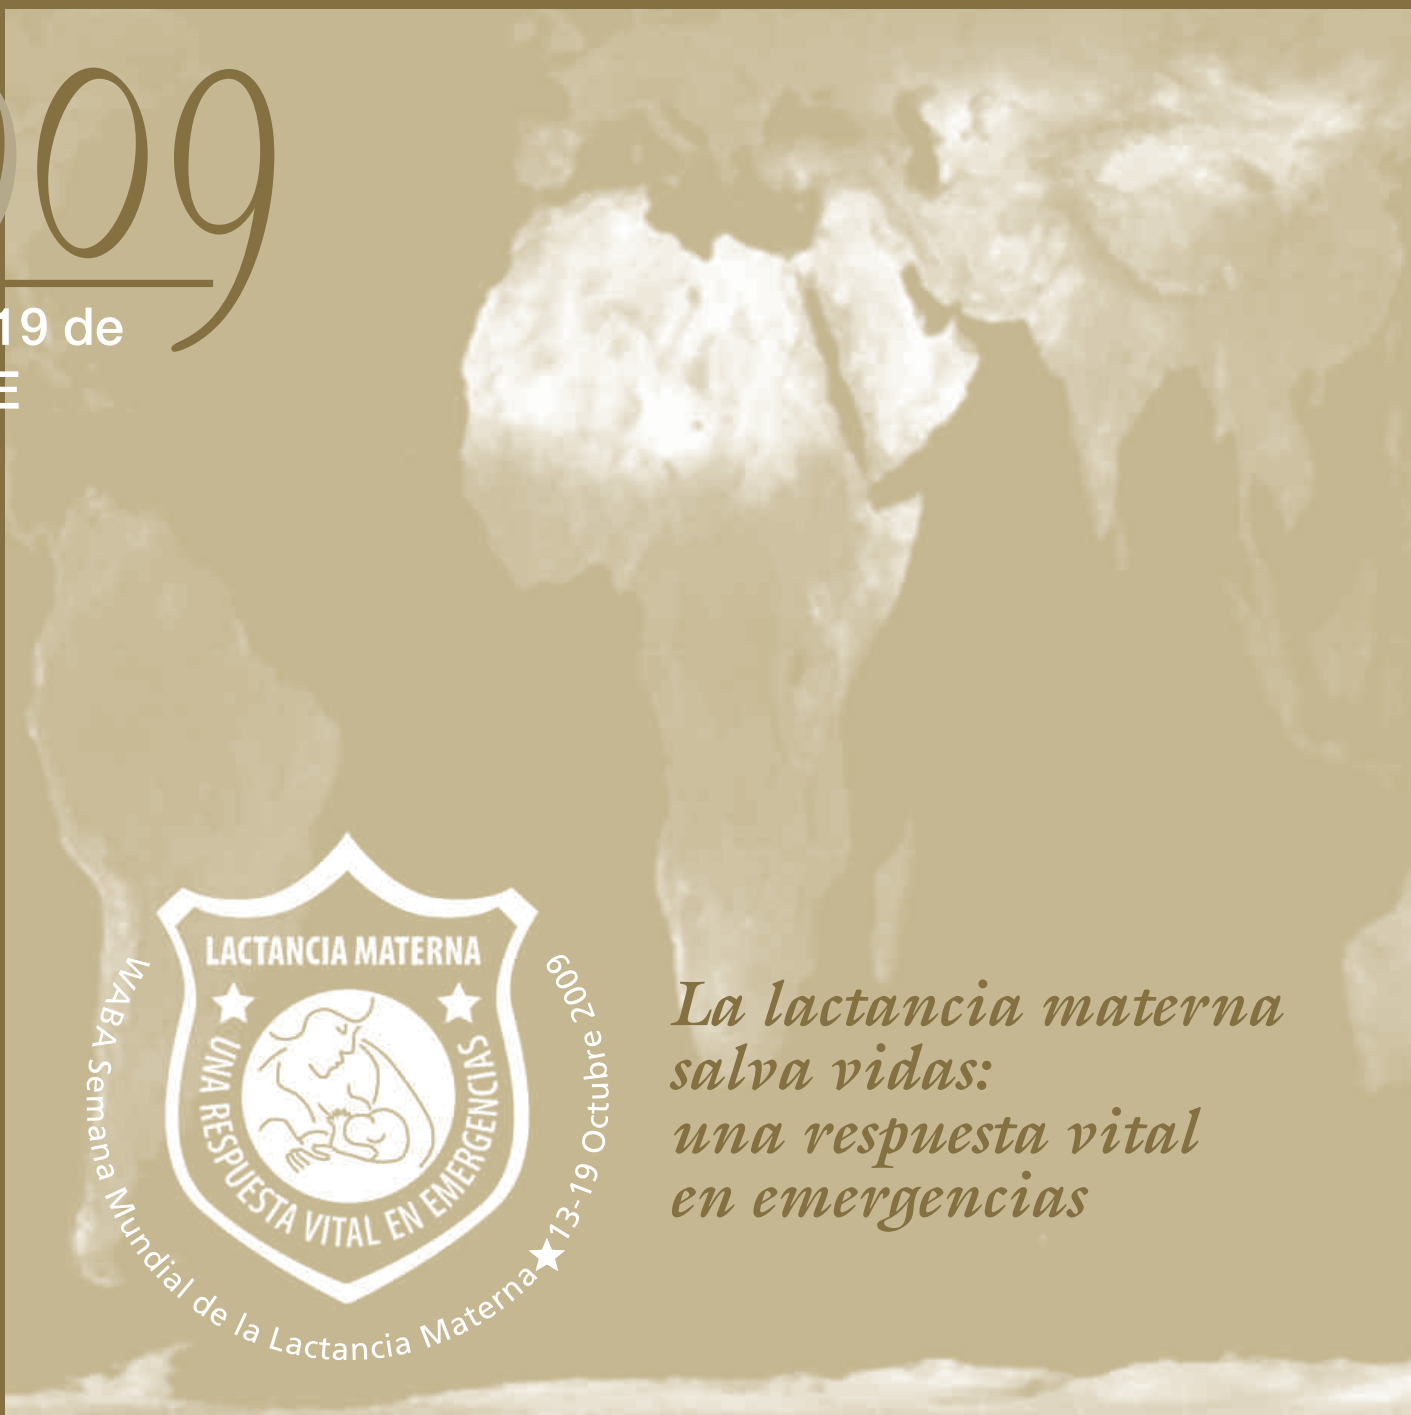 009
19 de
E
LACTANCIA MATERNA
UNA RESPUESTA VITAL EN EMERGENCIAS
WABA Semana Mundial de la Lactancia Materna★13-19 Octubre 2009
La lactancia materna
salva vidas:
una respuesta vital
en emergencias